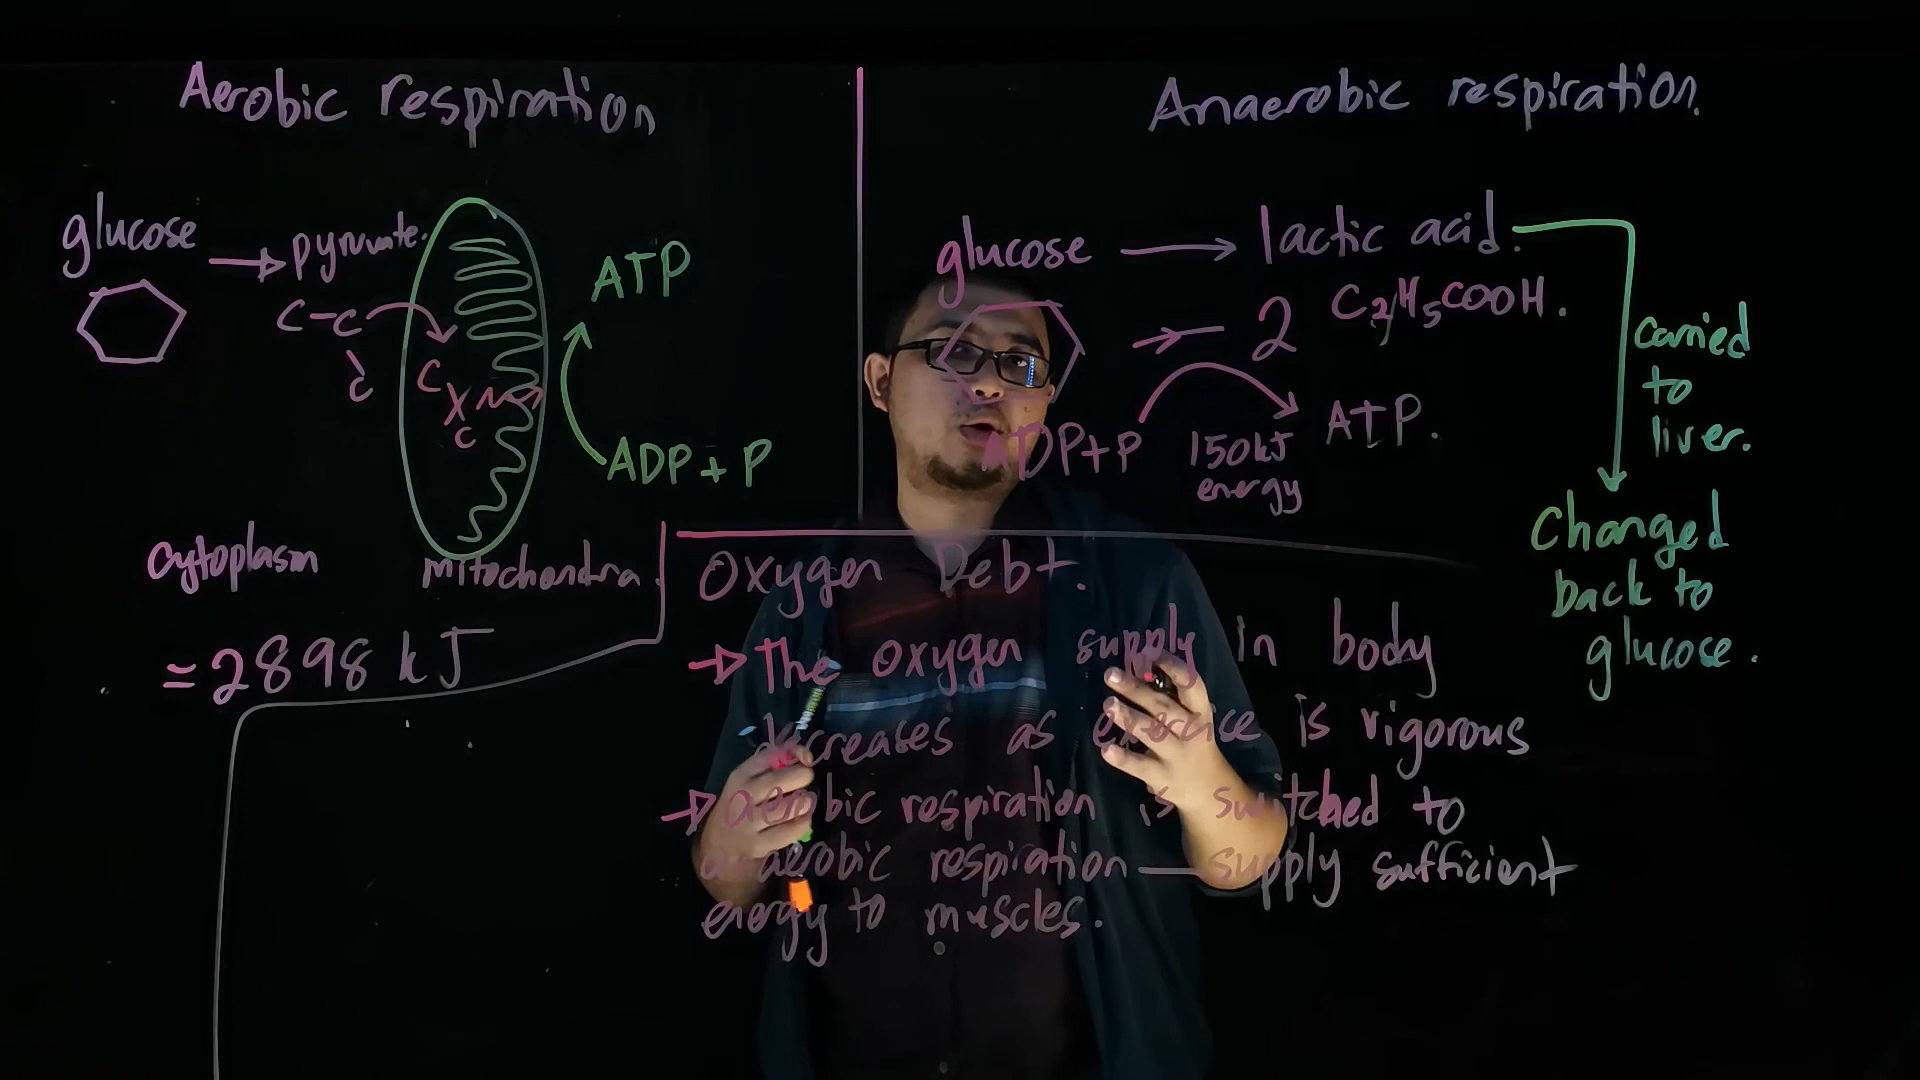 Aerobic respiration
glucose → pyruvate.
C-C
C
C
C
ATP
ADP + P
cytoplasm
mitochondra
= 2898 kJ
Anaerobic respiration.
glucose → lactic acid.
→ 2 C2H5COOH.
ADP+P
150kJ
energy
ATP.
carried
to
liver.
Changed
back to
glucose.
Oxygen Debt.
→ The oxygen supply in body
decreases as exercise is rigorous
→ aerobic respiration is switched to
anaerobic respiration — supply sufficient
energy to muscles.